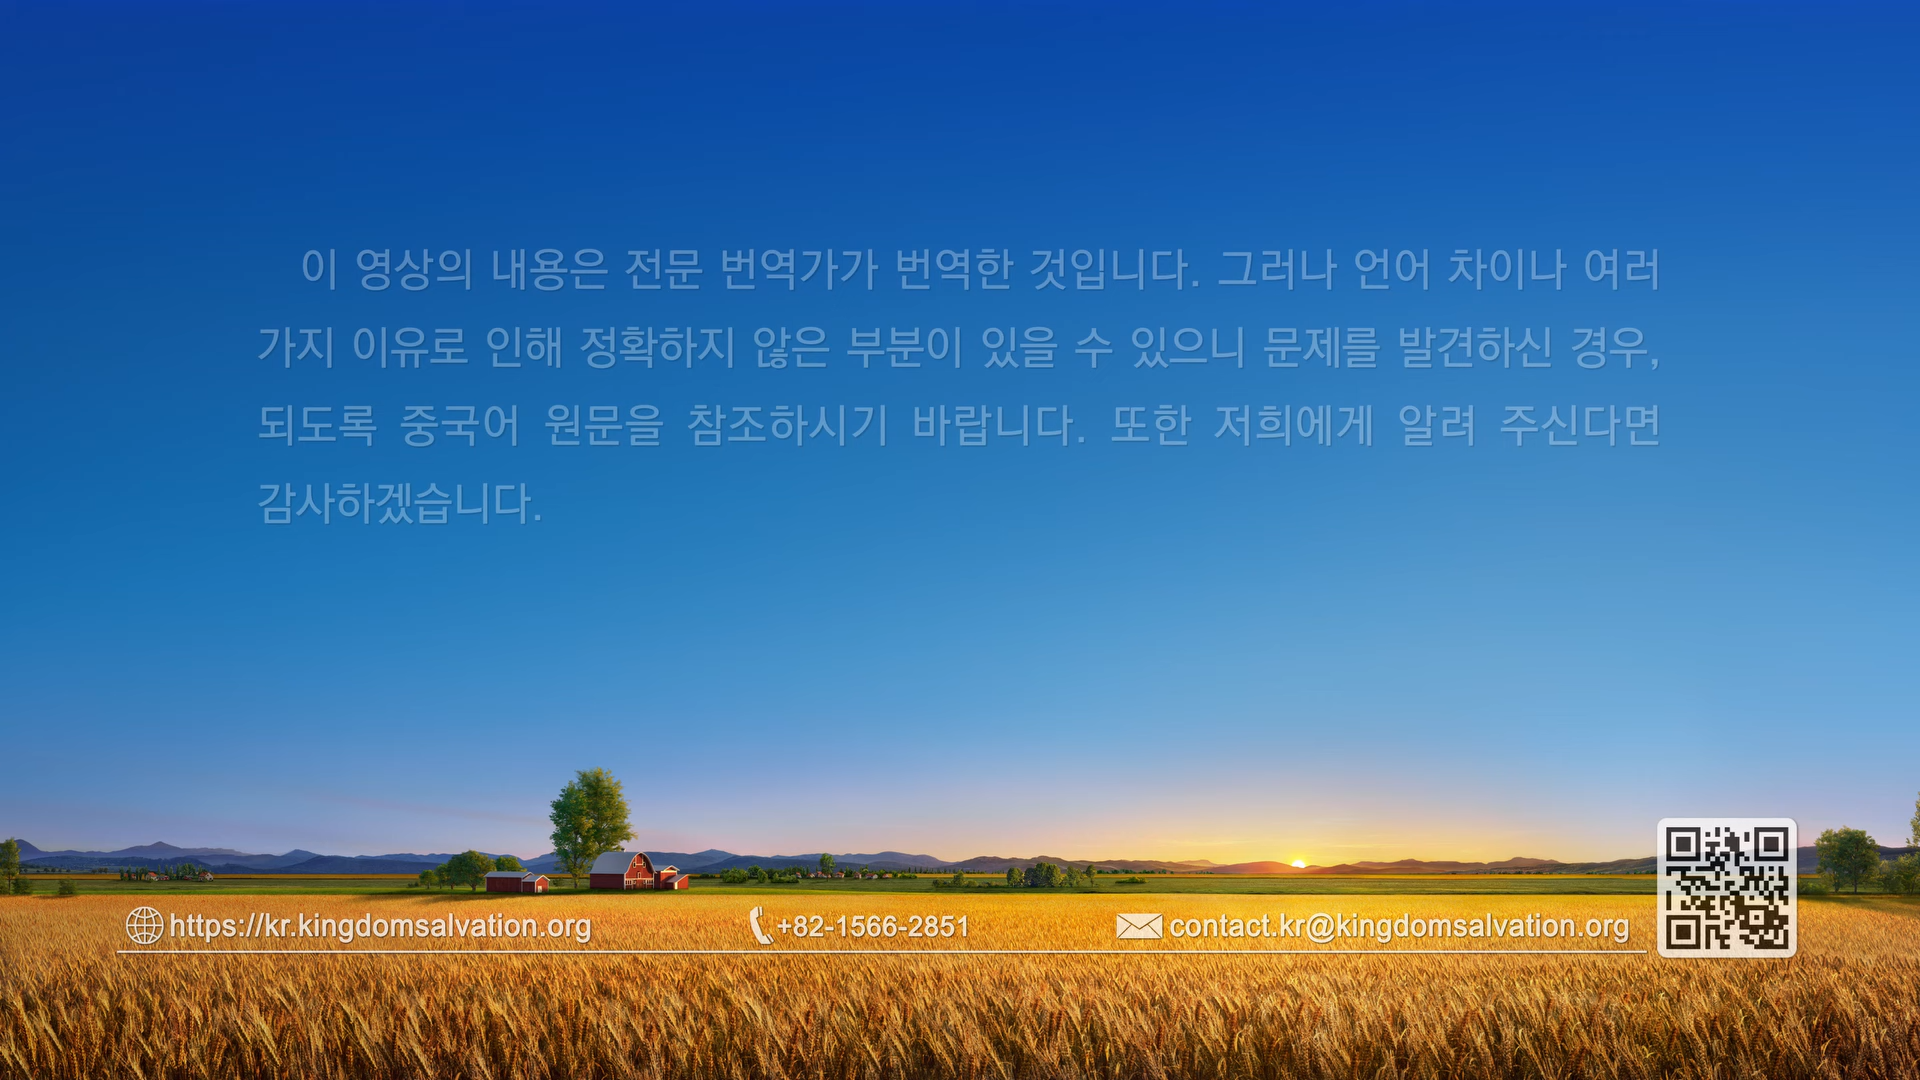 이 영상의 내용은 전문 번역가가 번역한 것입니다. 그러나 언어 차이나 여러
가지 이유로 인해 정확하지 않은 부분이 있을 수 있으니 문제를 발견하신 경우,
되도록 중국어 원문을 참조하시기 바랍니다. 또한 저희에게 알려 주신다면
감사하겠습니다.
https://kr.kingdomsalvation.org
+82-1566-2851
contact.kr@kingdomsalvation.org